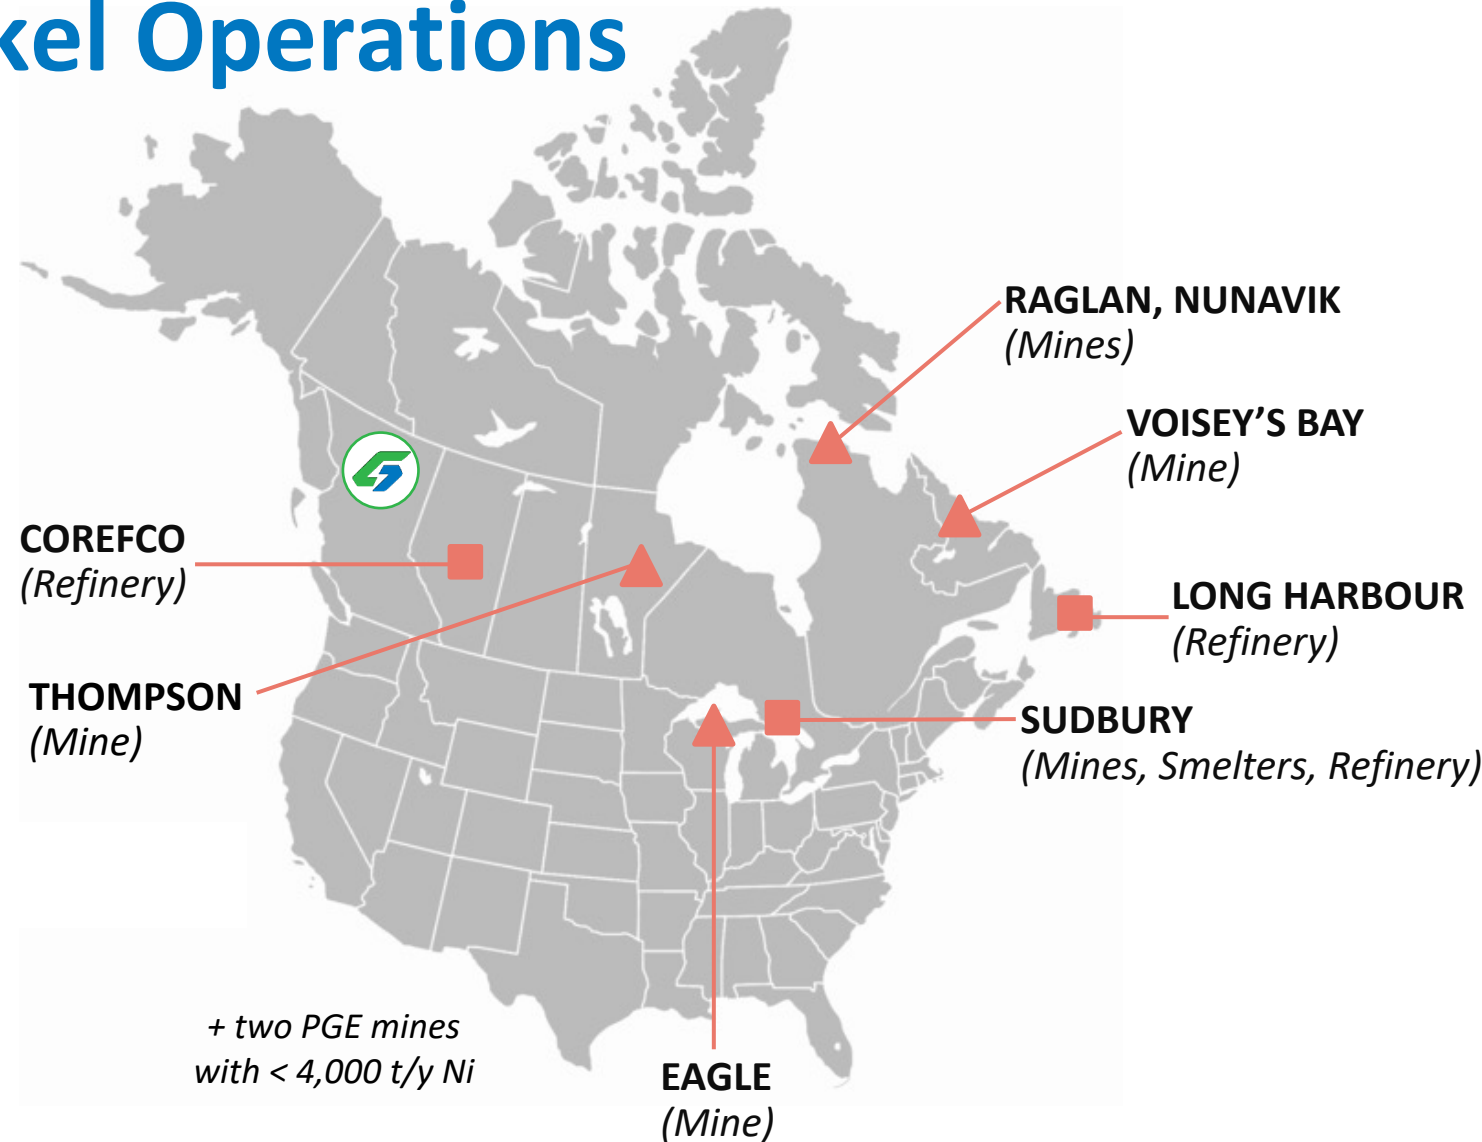 kel Operations
RAGLAN, NUNAVIK
(Mines)
VOISEY’S BAY
(Mine)
COREFCO
(Refinery)
LONG HARBOUR
(Refinery)
THOMPSON
(Mine)
SUDBURY
(Mines, Smelters, Refinery)
+ two PGE mines
with < 4,000 t/y Ni
EAGLE
(Mine)